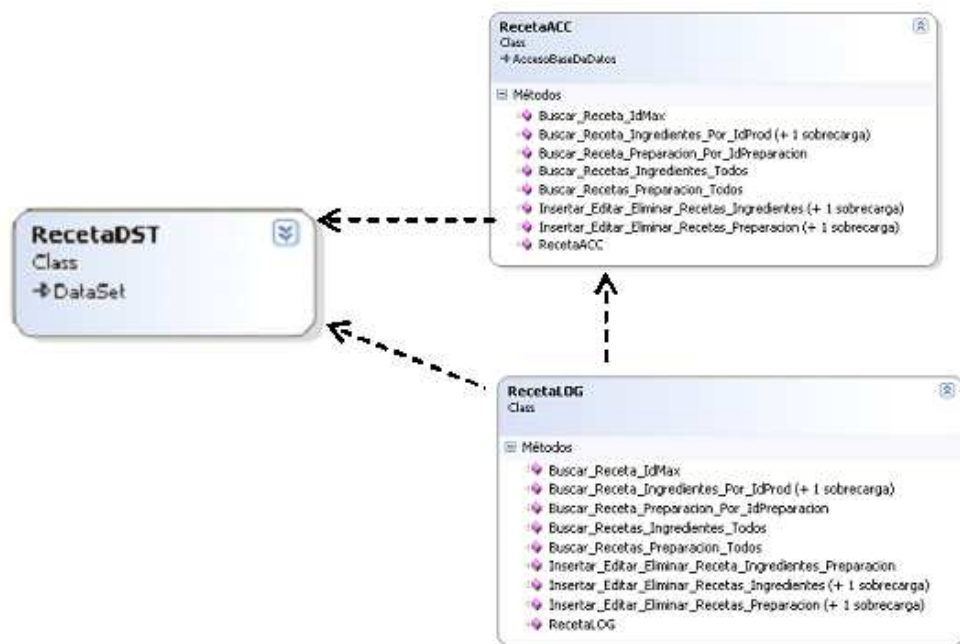 RecetaACC
Class
AccesoBaseDeDatos
Métodos
Buscar_Receta_IdMax
Buscar_Receta_Ingredientes_Por_IdProd (+ 1 sobrecarga)
Buscar_Receta_Preparacion_Por_IdPreparacion
Buscar_Recetas_Ingredientes_Todos
Buscar_Recetas_Preparacion_Todos
Insertar_Editar_Eliminar_Recetas_Ingredientes (+ 1 sobrecarga)
Insertar_Editar_Eliminar_Recetas_Preparacion (+ 1 sobrecarga)
RecetaACC
RecetaDST
Class
DataSet
RecetaLOG
Class
Métodos
Buscar_Receta_IdMax
Buscar_Receta_Ingredientes_Por_IdProd (+ 1 sobrecarga)
Buscar_Receta_Preparacion_Por_IdPreparacion
Buscar_Recetas_Ingredientes_Todos
Buscar_Recetas_Preparacion_Todos
Insertar_Editar_Eliminar_Receta_Ingredientes_Preparacion
Insertar_Editar_Eliminar_Recetas_Ingredientes (+ 1 sobrecarga)
Insertar_Editar_Eliminar_Recetas_Preparacion (+ 1 sobrecarga)
RecetaLOG